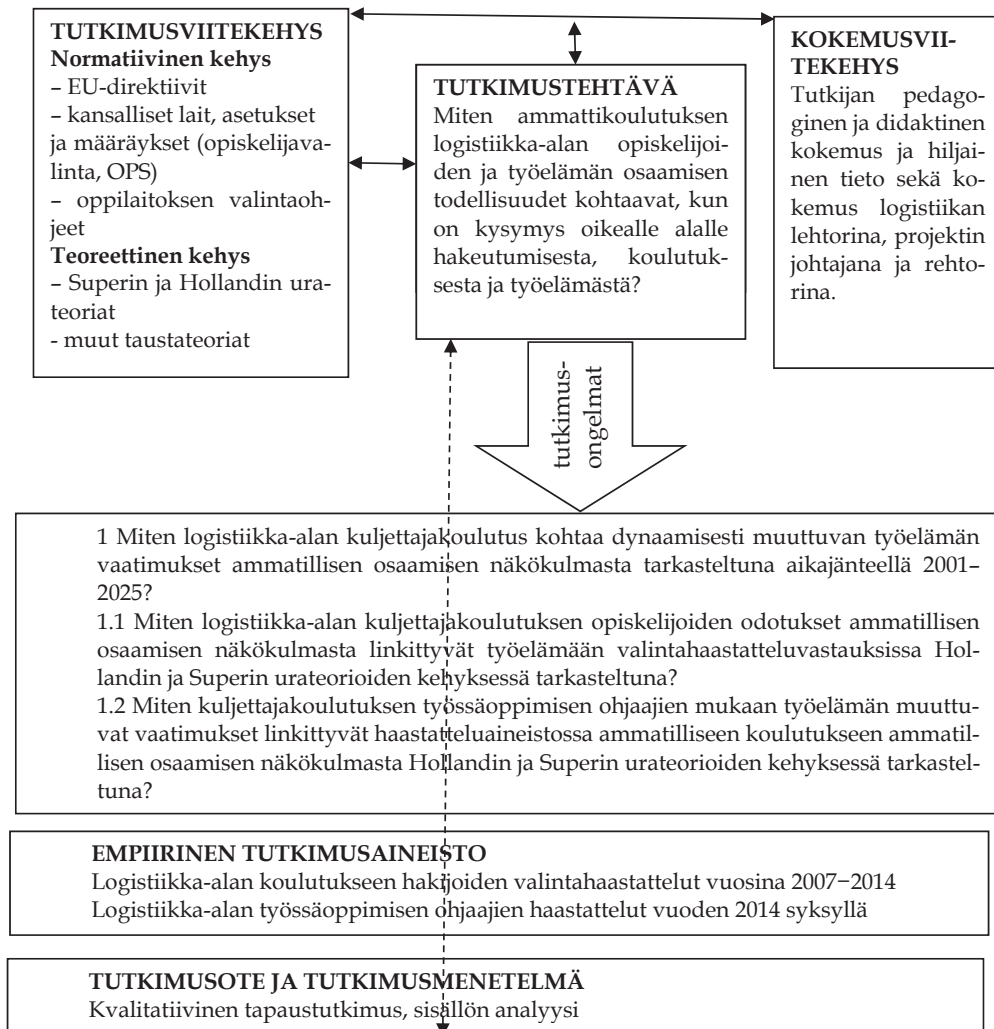 TUTKIMUSVIITEKEHYS
Normatiivinen kehys
– EU-direktiivit
– kansalliset lait, asetukset
ja määräykset (opiskelijava-
linta, OPS)
– oppilaitoksen valintaoh-
jeet
Teoreettinen kehys
– Superin ja Hollandin ura-
teoriat
- muut taustateoriat
TUTKIMUSTEHTÄVÄ
Miten ammattikoulutuksen
logistiikka-alan opiskelijoi-
den ja työelämän osaamisen
todellisuudet kohtaavat, kun
on kysymys oikealle alalle
hakeutumisesta, koulutuk-
sesta ja työelämästä?
KOKEMUSVII-
TEKEHYS
Tutkijan pedago-
ginen ja didaktinen
kokemus ja hiljai-
nen tieto sekä ko-
kemus logistiikan
lehtorina, projektin
johtajana ja rehto-
rina.
tutkimus-
ongelmat
1 Miten logistiikka-alan kuljettajakoulutus kohtaa dynaamisesti muuttuvan työelämän
vaatimukset ammatillisen osaamisen näkökulmasta tarkasteltuna aikajänteellä 2001–
2025?
1.1 Miten logistiikka-alan kuljettajakoulutuksen opiskelijoiden odotukset ammatillisen
osaamisen näkökulmasta linkittyvät työelämään valintahaastatteluvastauksissa Hol-
landin ja Superin urateorioiden kehyksessä tarkasteltuna?
1.2 Miten kuljettajakoulutuksen työssäoppimisen ohjaajien mukaan työelämän muuttu-
vat vaatimukset linkittyvät haastatteluaineistossa ammatilliseen koulutukseen ammatil-
lisen osaamisen näkökulmasta Hollandin ja Superin urateorioiden kehyksessä tarkastel-
tuna?
EMPIIRINEN TUTKIMUSAINEISTO
Logistiikka-alan koulutukseen hakijoiden valintahaastattelut vuosina 2007−2014
Logistiikka-alan työssäoppimisen ohjaajien haastattelut vuoden 2014 syksyllä
TUTKIMUSOTE JA TUTKIMUSMENETELMÄ
Kvalitatiivinen tapaustutkimus, sisällön analyysi